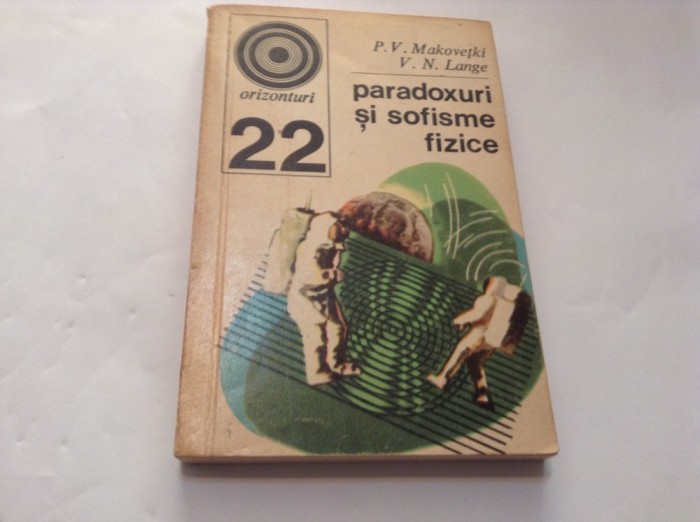 P.V. Makovețki
V. N. Lange
orizonturi
22
paradoxuri
și sofisme
fizice